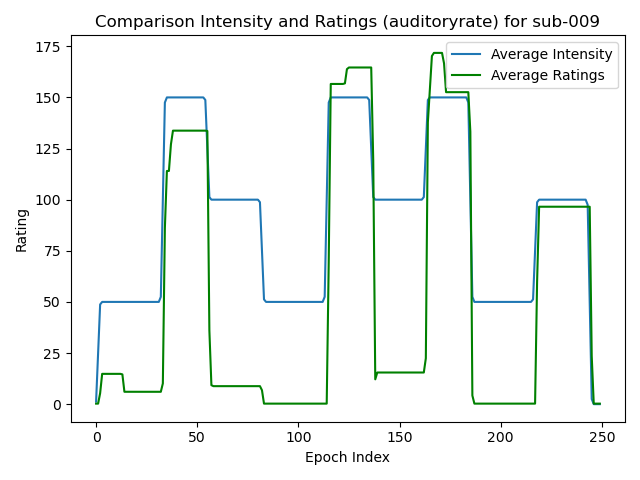 Comparison Intensity and Ratings (auditoryrate) for sub-009
Average Intensity
Average Ratings
Rating
175
150
125
100
75
50
25
0
0 50 100 150 200 250
Epoch Index